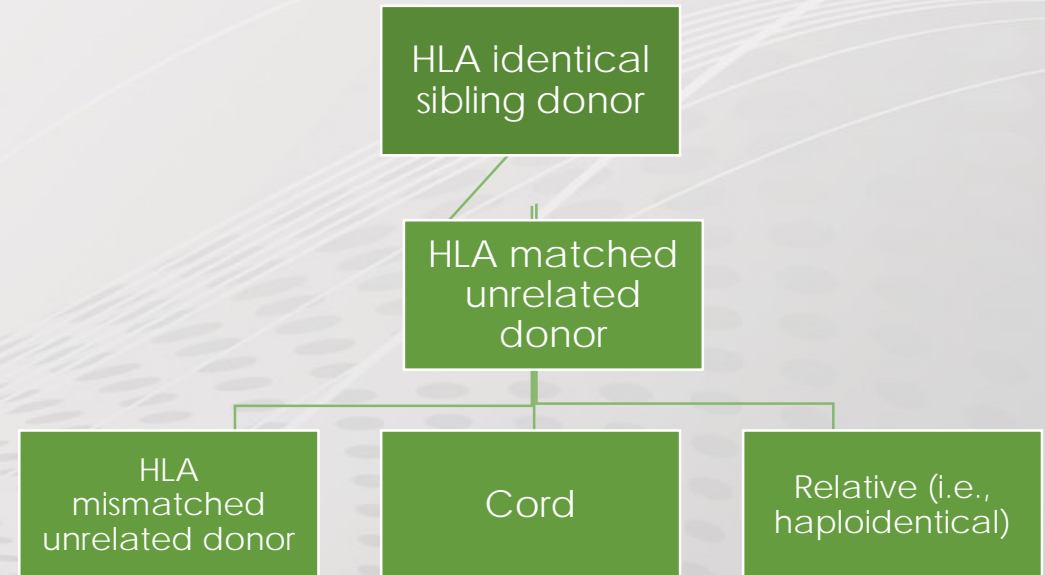 HLA identical
sibling donor
HLA matched
unrelated
donor
HLA
mismatched
unrelated donor
Cord
Relative (i.e.,
haploidentical)